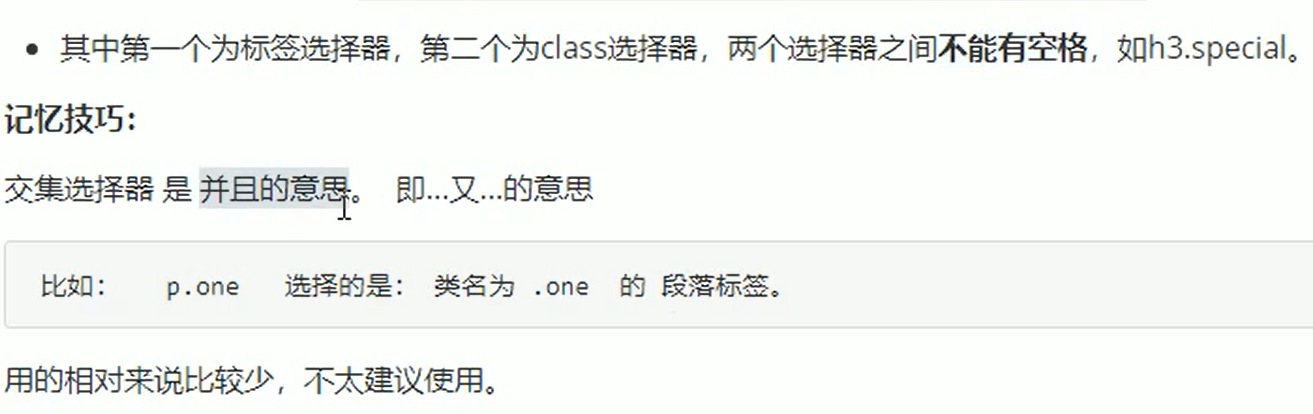 • 其中第一个为标签选择器，第二个为class选择器，两个选择器之间不能有空格，如h3.special。
记忆技巧：
交集选择器 是 并且的意思。 即...又...的意思
比如： p.one 选择的是： 类名为 .one 的 段落标签。
用的相对来说比较少，不太建议使用。